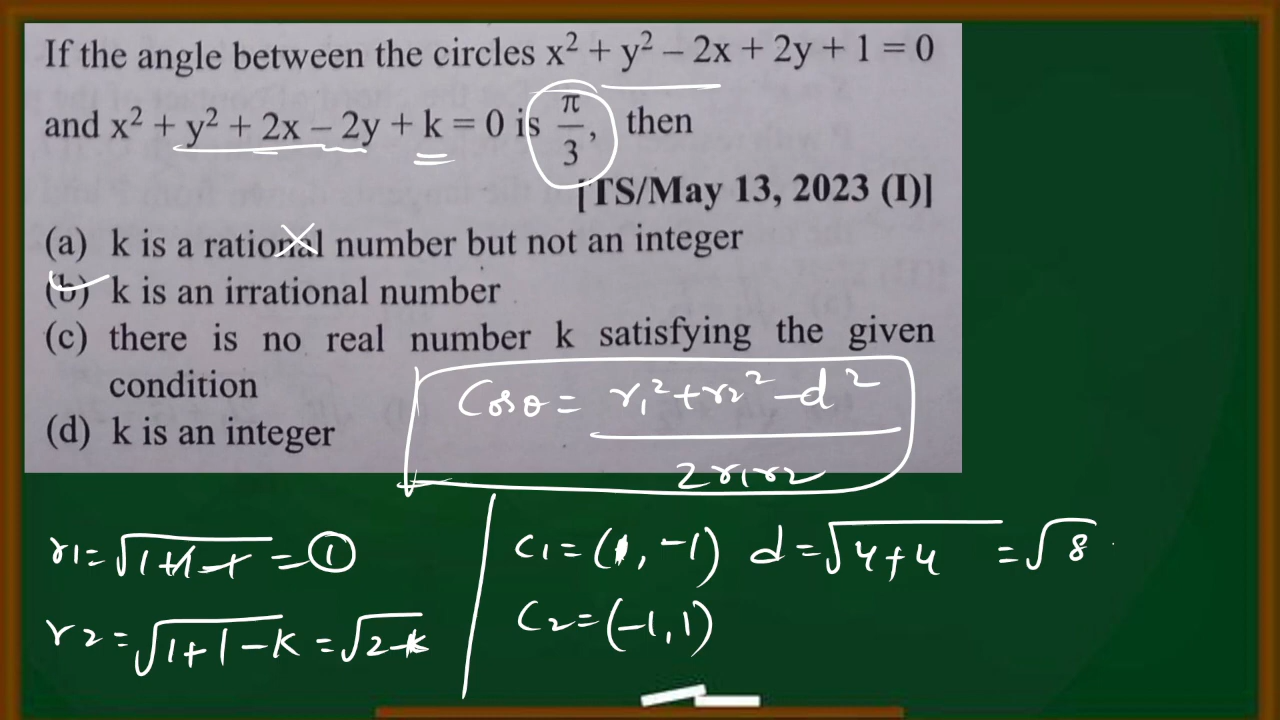 If the angle between the circles x² + y² – 2x + 2y + 1 = 0
and x² + y² + 2x – 2y + k = 0 is π/3, then
[TS/May 13, 2023 (I)]
(a) k is a rational number but not an integer
(b) k is an irrational number
(c) there is no real number k satisfying the given
condition
(d) k is an integer
Cosθ = r₁² + r₂² – d² / 2r₁r₂
r₁ = √1+1–1 = 1
r₂ = √1+1–k = √2–k
C₁ = (1, –1) d = √4+4 = √8
C₂ = (–1, 1)